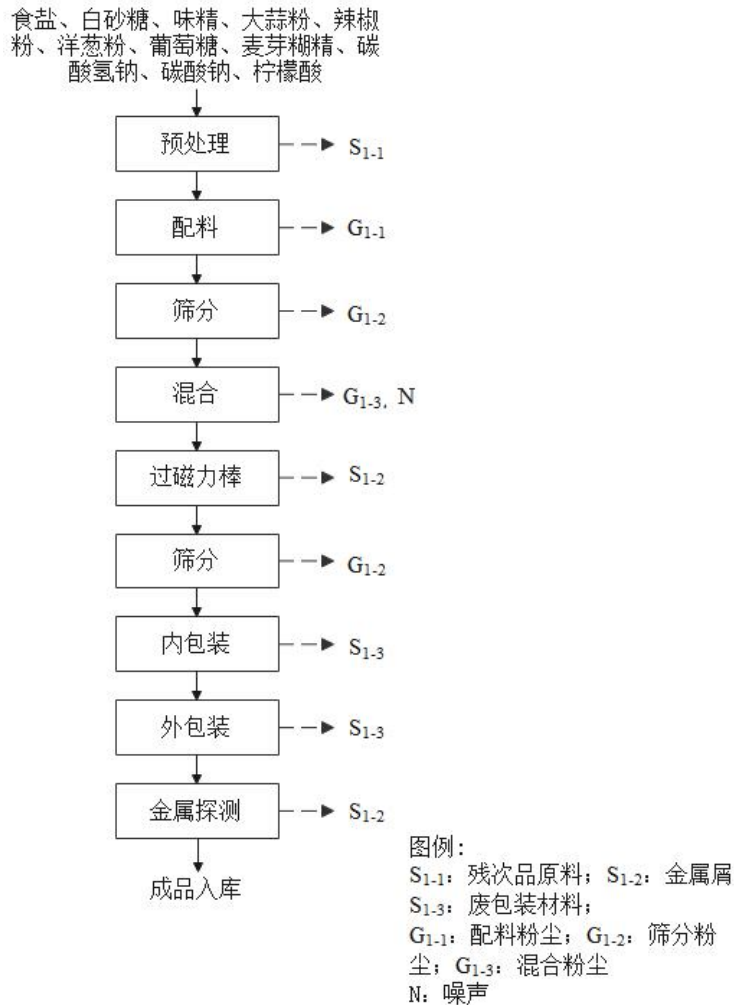 食盐、白砂糖、味精、大蒜粉、辣椒
粉、洋葱粉、葡萄糖、麦芽糊精、碳
酸氢钠、碳酸钠、柠檬酸
预处理
S1-1
配料
G1-1
筛分
G1-2
混合
G1-3, N
过磁力棒
S1-2
筛分
G1-2
内包装
S1-3
外包装
S1-3
金属探测
S1-2
成品入库
图例:
S1-1: 残次品原料; S1-2: 金属屑
S1-3: 废包装材料;
G1-1: 配料粉尘; G1-2: 筛分粉
尘; G1-3: 混合粉尘
N: 噪声